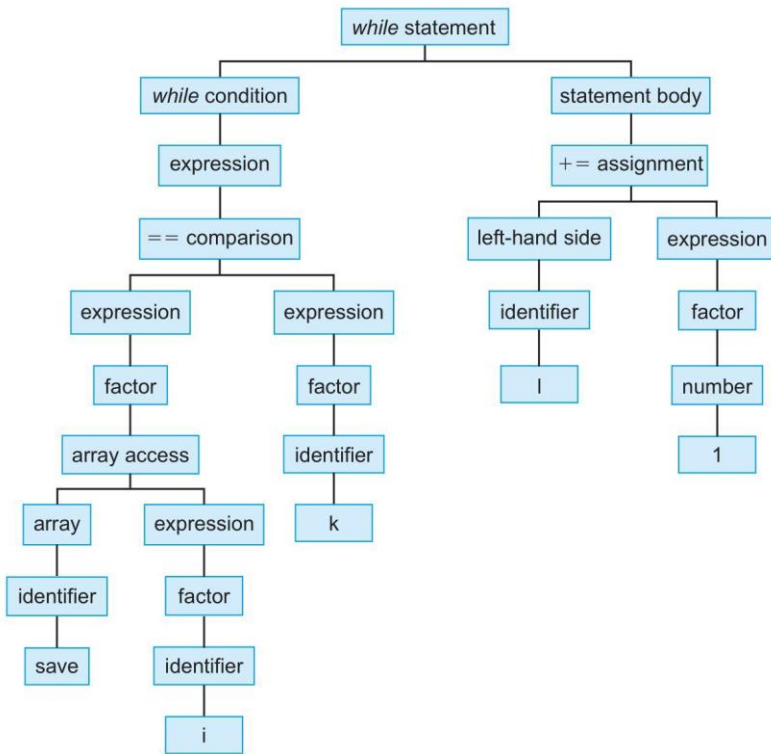 while statement
while condition
statement body
expression
+= assignment
== comparison
left-hand side
expression
expression
expression
identifier
factor
factor
factor
l
number
array access
identifier
1
array
expression
k
identifier
factor
save
identifier
i